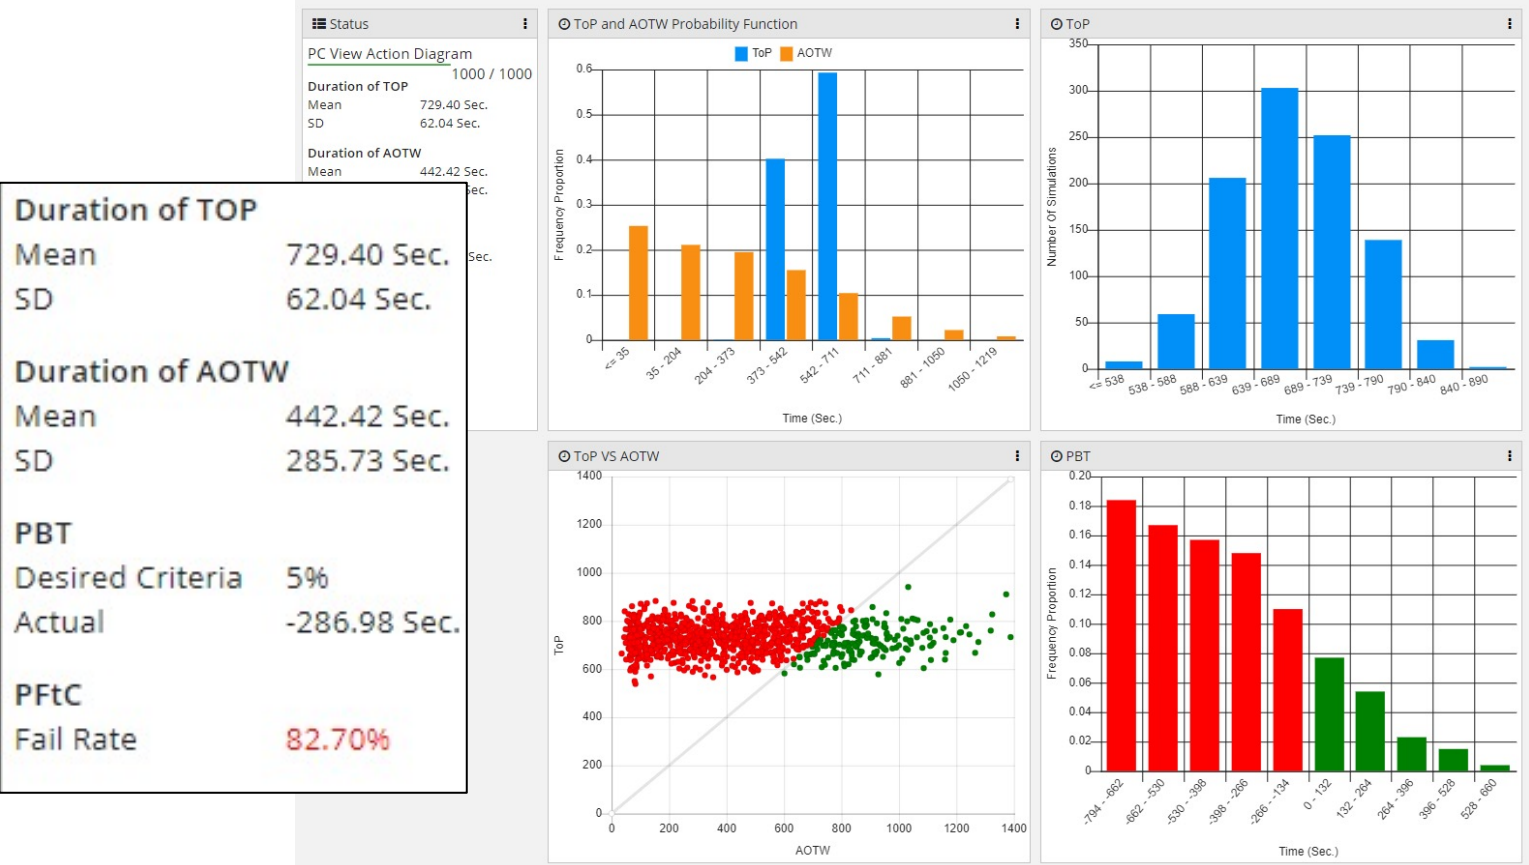 Status
PC View Action Diagram
1000 / 1000
Duration of TOP
Mean 729.40 Sec.
SD 62.04 Sec.
Duration of AOTW
Mean 442.42 Sec.
Sec.
Sec.
Duration of TOP
Mean 729.40 Sec.
SD 62.04 Sec.
Duration of AOTW
Mean 442.42 Sec.
SD 285.73 Sec.
PBT
Desired Criteria 5%
Actual -286.98 Sec.
PFtC
Fail Rate 82.70%
ToP and AOTW Probability Function
ToP AOTW
Frequency Proportion
0.6
0.5
0.4
0.3
0.2
0.1
0
<= 35
35 - 204
204 - 373
373 - 542
542 - 711
711 - 881
881 - 1050
1050 - 1219
Time (Sec.)
ToP
Number Of Simulations
350
300
250
200
150
100
50
0
<= 538
538 - 588
588 - 639
639 - 689
689 - 739
739 - 790
790 - 840
840 - 890
Time (Sec.)
ToP VS AOTW
ToP
1400
1200
1000
800
600
400
200
0
0 200 400 600 800 1000 1200 1400
AOTW
PBT
Frequency Proportion
0.20
0.18
0.16
0.14
0.12
0.10
0.08
0.06
0.04
0.02
0
-794 - -662
-662 - -530
-530 - -398
-398 - -266
-266 - -134
0 - 132
132 - 264
264 - 396
396 - 528
528 - 660
Time (Sec.)